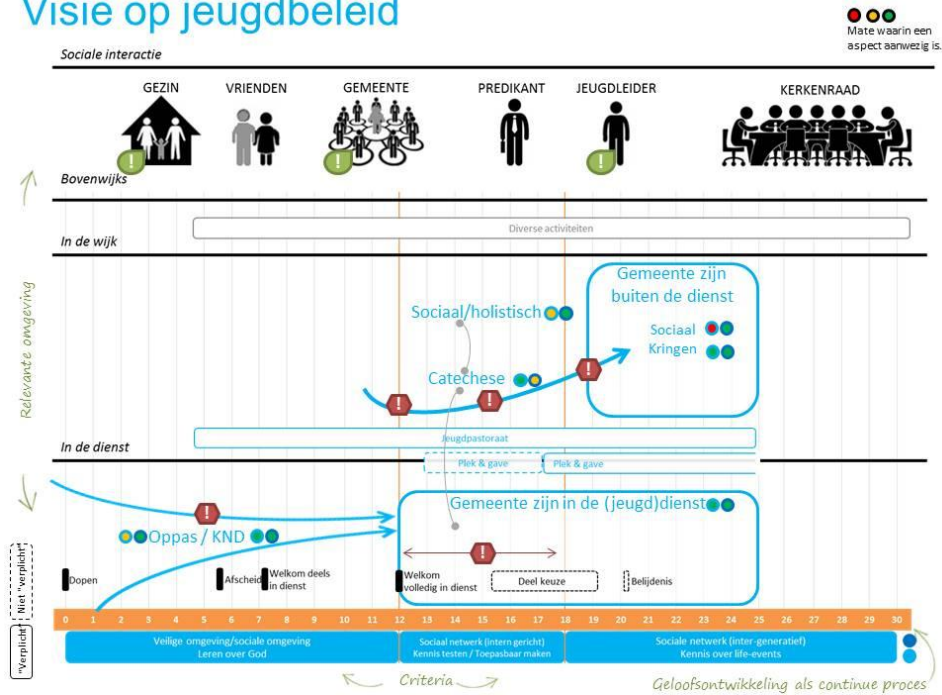 Visie op jeugdbeleid
Mate waarin een
aspect aanwezig is.
Sociale interactie
GEZIN
VRIENDEN
GEMEENTE
PREDIKANT
JEUGDLEIDER
KERKENRAAD
!
!
!
Bovenwijks
Diverse activiteiten
In de wijk
Relevante omgeving
Gemeente zijn
buiten de dienst
Sociaal/holistisch
Sociaal
Kringen
Catechese
!
!
!
Jeugdpastoraat
In de dienst
Plek & gave
Plek & gave
Gemeente zijn in de (jeugd)dienst
!
Oppas / KND
!
Dopen
Afscheid
Welkom deels
in dienst
Welkom
volledig in dienst
Deel keuze
Belijdenis
Niet "verplicht"
"Verplicht"
0 1 2 3 4 5 6 7 8 9 10 11 12 13 14 15 16 17 18 19 20 21 22 23 24 25 26 27 28 29 30
Veilige omgeving/sociale omgeving
Leren over God
Sociaal netwerk (intern gericht)
Kennis testen / Toepasbaar maken
Sociale netwerk (inter-generatief)
Kennis over life-events
Criteria
Geloofsontwikkeling als continue proces